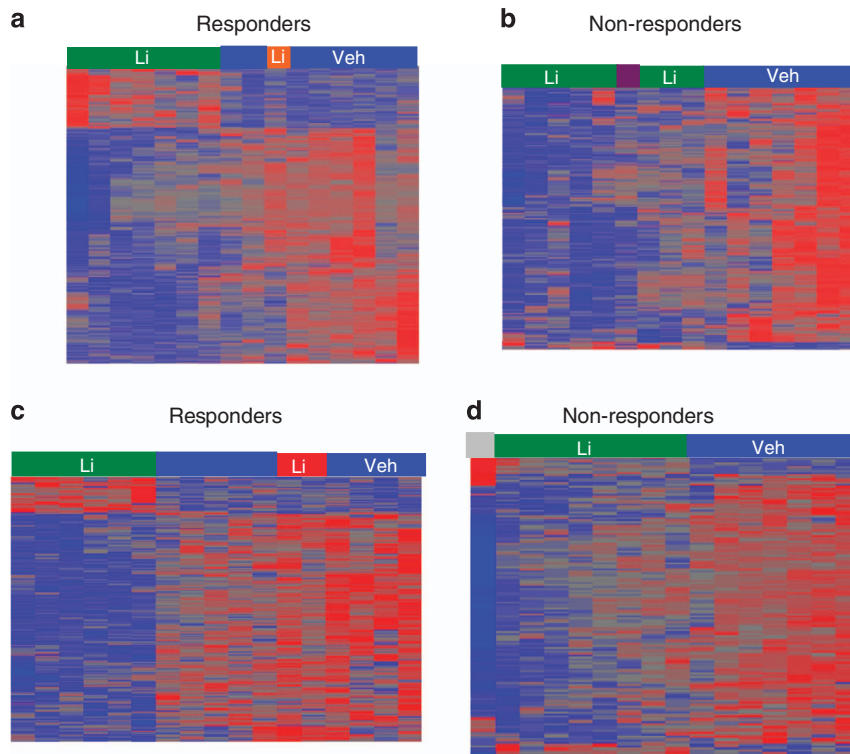 a
Responders
Li
Li
Veh
b
Non-responders
Li
Li
Veh
c
Responders
Li
Li
Veh
d
Non-responders
Li
Veh